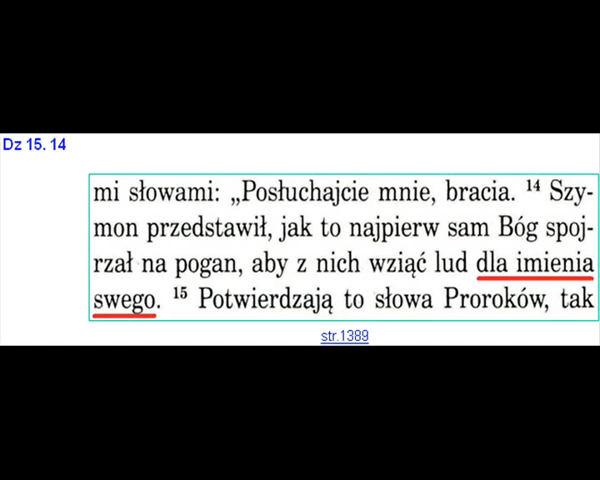 Dz 15. 14
mi słowami: „Posłuchajcie mnie, bracia. ¹⁴ Szy-
mon przedstawił, jak to najpierw sam Bóg spoj-
rzał na pogan, aby z nich wziąć lud dla imienia
swego. ¹⁵ Potwierdzają to słowa Proroków, tak
str.1389